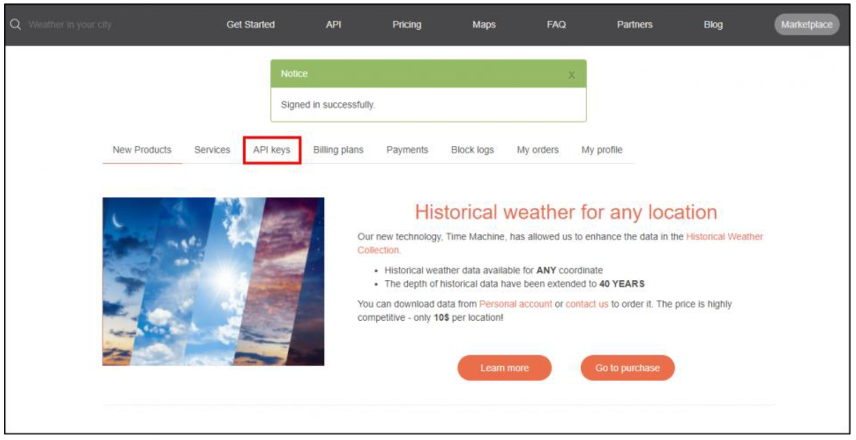 Weather in your city
Get Started API Pricing Maps FAQ Partners Blog Marketplace
Notice x
Signed in successfully.
New Products Services API keys Billing plans Payments Block logs My orders My profile
Historical weather for any location
Our new technology, Time Machine, has allowed us to enhance the data in the Historical Weather
Collection.
• Historical weather data available for ANY coordinate
• The depth of historical data have been extended to 40 YEARS
You can download data from Personal account or contact us to order it. The price is highly
competitive - only 10$ per location!
Learn more Go to purchase